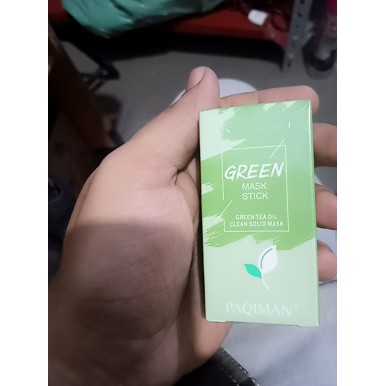 GREEN
MASK
STICK
GREEN TEA OIL
CLEAN SOLID MASK
PAQIMAN®